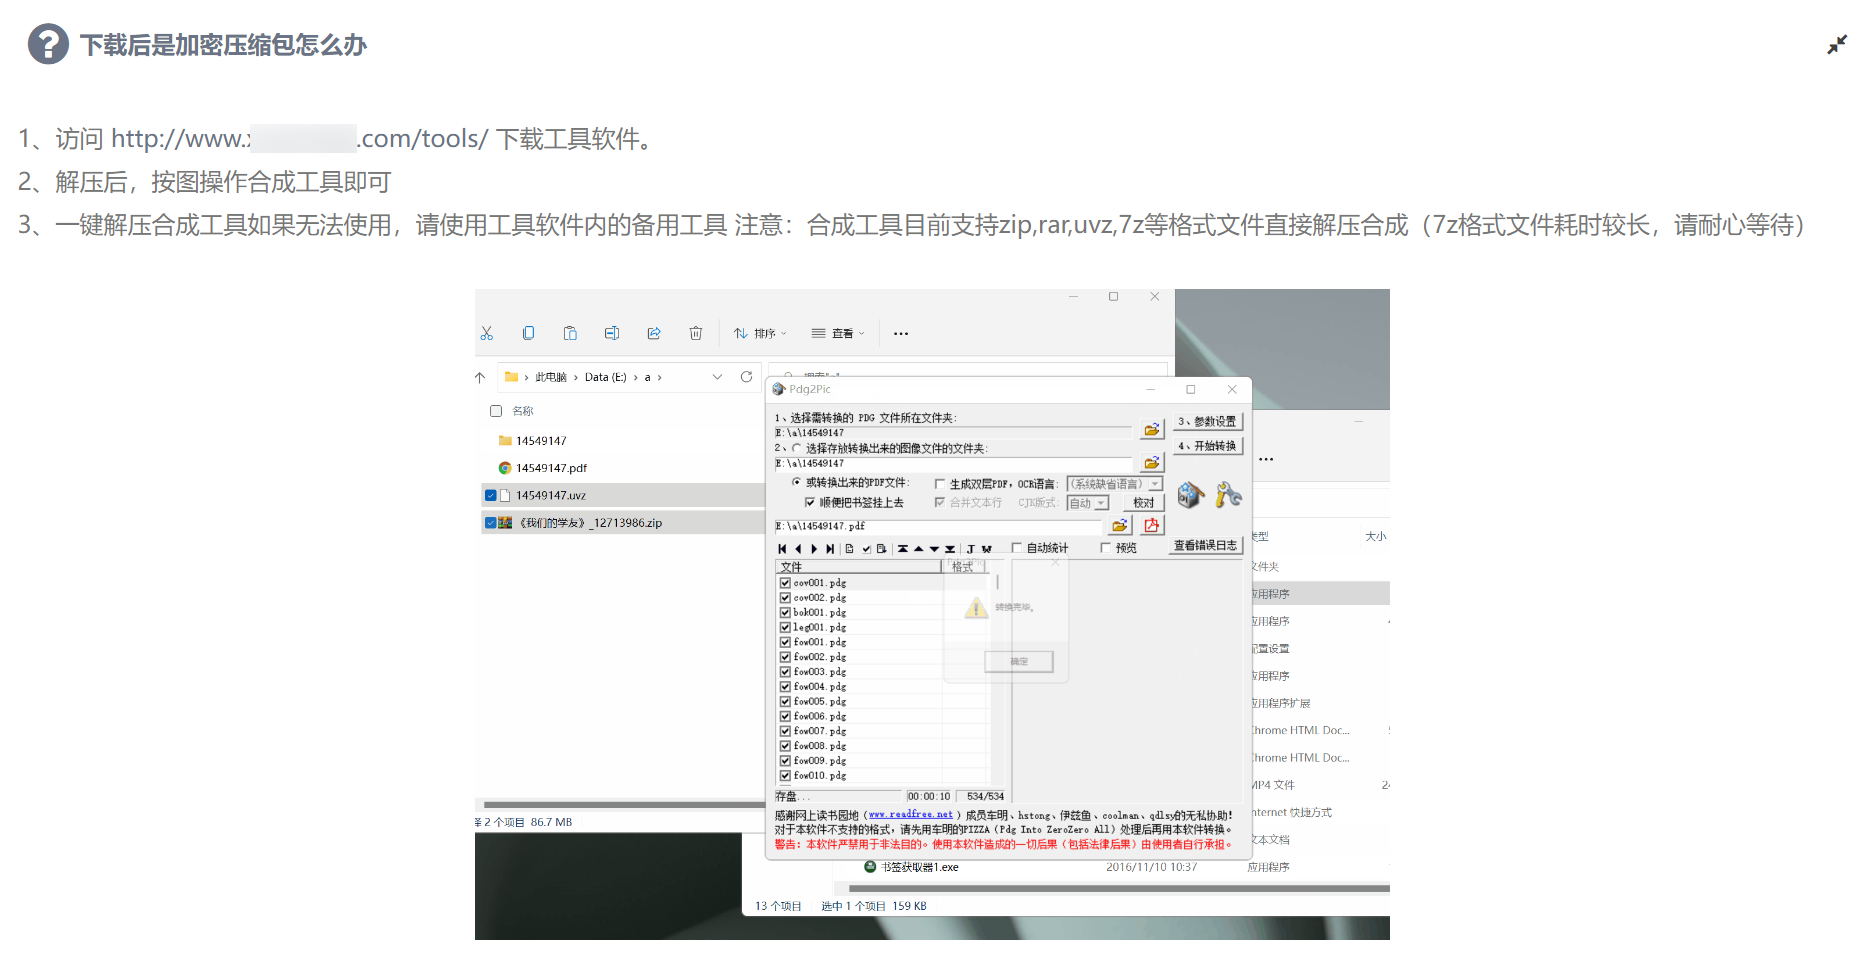 下载后是加密压缩包怎么办
1、访问 http://www.x .com/tools/ 下载工具软件。
2、解压后，按图操作合成工具即可
3、一键解压合成工具如果无法使用，请使用工具软件内的备用工具 注意：合成工具目前支持zip,rar,uvz,7z等格式文件直接解压合成（7z格式文件耗时较长，请耐心等待）
排序
查看
此电脑 › Data (E:) › a ›
名称
14549147
14549147.pdf
14549147.uvz
《我们的学友》_12713986.zip
2 个项目 86.7 MB
Pdg2Pic
1、选择需转换的 PDG 文件所在文件夹:
E:\a\14549147
3、参数设置
2、 选择存放转换出来的图像文件的文件夹:
4、开始转换
E:\a\14549147
或转换出来的PDF文件:
生成双层PDF, OCR语言:
(系统缺省语言)
顺便把书签挂上去
合并文本行
CJK版式:
自动
校对
E:\a\14549147.pdf
J W
自动统计
预览
查看错误日志
文件
格式
cov001.pdg
cov002.pdg
bok001.pdg
leg001.pdg
fow001.pdg
fow002.pdg
fow003.pdg
fow004.pdg
fow005.pdg
fow006.pdg
fow007.pdg
fow008.pdg
fow009.pdg
fow010.pdg
转换完毕。
确定
存盘...
00:00:10
534/534
感谢网上读书园地（www.readfree.net ）成员车明、hstong、伊兹鱼、coolman、qdlsy的无私协助!
对于本软件不支持的格式，请先用车明的PIZZA（Pdg Into ZeroZero All）处理后再用本软件转换。
警告：本软件严禁用于非法目的。使用本软件造成的一切后果（包括法律后果）由使用者自行承担。
类型
大小
文件夹
应用程序
应用程序
配置设置
应用程序
应用程序扩展
Chrome HTML Doc...
Chrome HTML Doc...
MP4 文件
Internet 快捷方式
文本文档
书签获取器1.exe
2016/11/10 10:37
应用程序
13 个项目
选中 1 个项目 159 KB